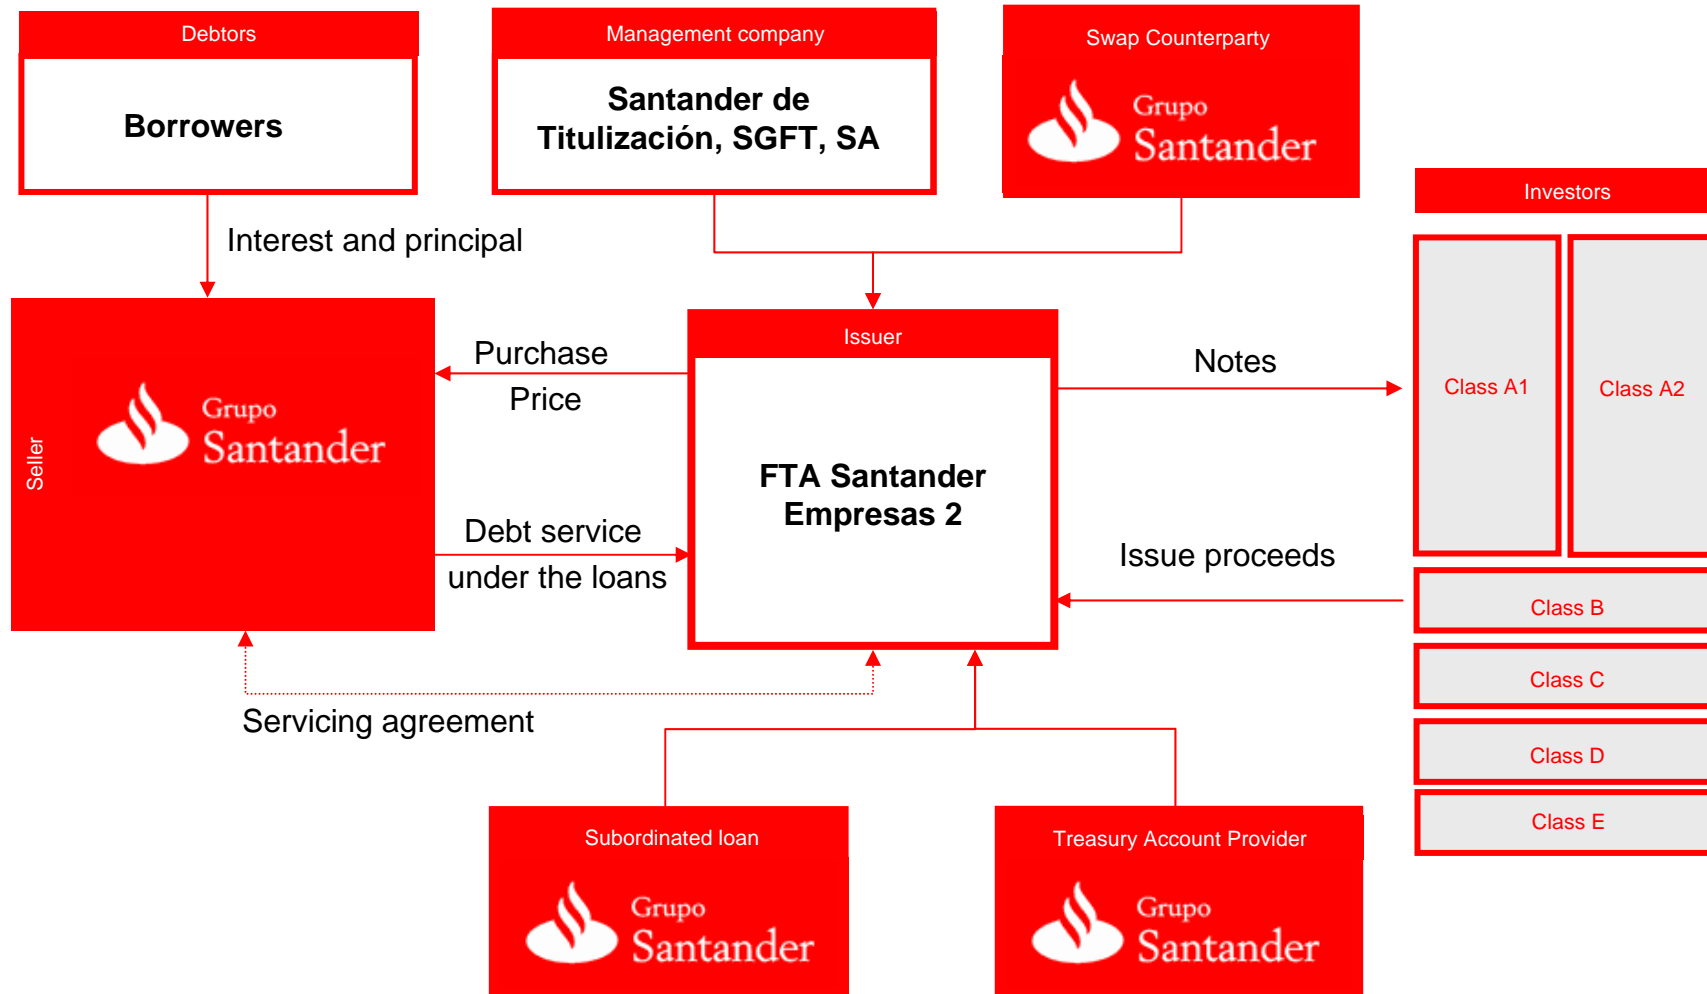 Debtors
Borrowers
Management company
Santander de
Titulización, SGFT, SA
Swap Counterparty
Grupo
Santander
Investors
Interest and principal
Seller
Grupo
Santander
Purchase
Price
Debt service
under the loans
Servicing agreement
Issuer
FTA Santander
Empresas 2
Notes
Issue proceeds
Class A1
Class A2
Class B
Class C
Class D
Class E
Subordinated loan
Grupo
Santander
Treasury Account Provider
Grupo
Santander